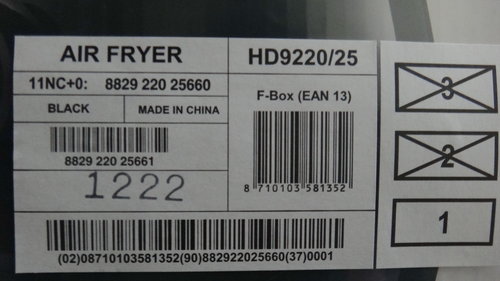 AIR FRYER
HD9220/25
11NC+0: 8829 220 25660
BLACK
MADE IN CHINA
8829 220 25661
1222
F-Box (EAN 13)
8 710103 581352
(02)08710103581352(90)882922025660(37)0001
3
2
1